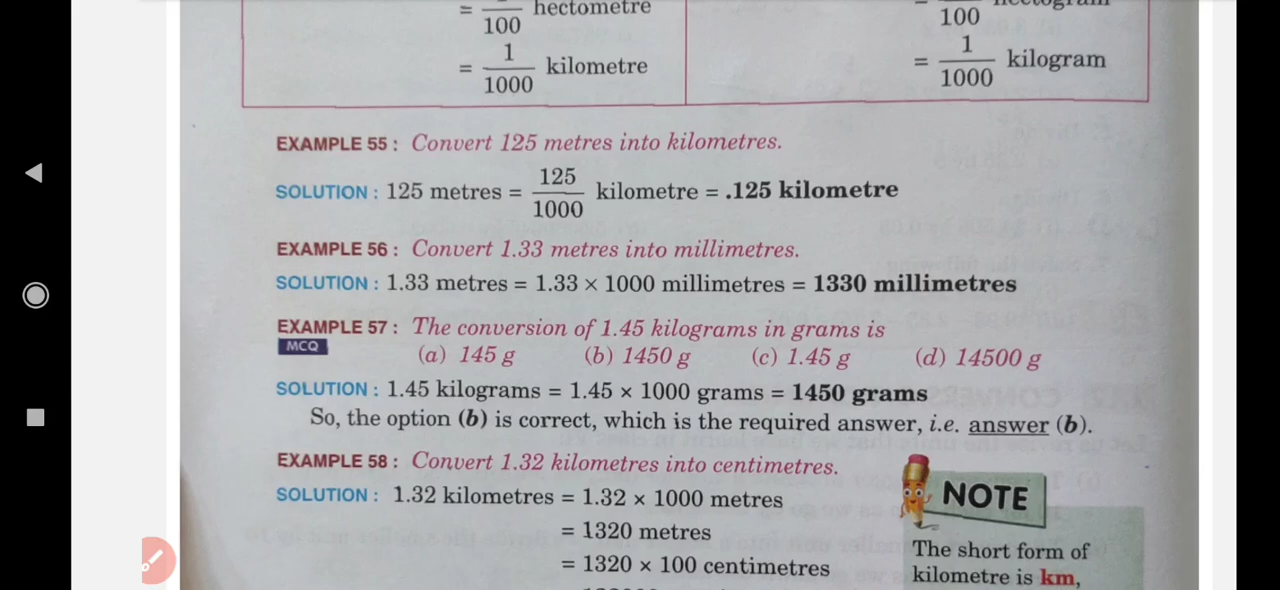 = 100 hectometre
= 1/1000 kilometre
= 100
= 1/1000 kilogram
EXAMPLE 55 : Convert 125 metres into kilometres.
SOLUTION : 125 metres = 125/1000 kilometre = .125 kilometre
EXAMPLE 56 : Convert 1.33 metres into millimetres.
SOLUTION : 1.33 metres = 1.33 × 1000 millimetres = 1330 millimetres
EXAMPLE 57 : The conversion of 1.45 kilograms in grams is
MCQ (a) 145 g (b) 1450 g (c) 1.45 g (d) 14500 g
SOLUTION : 1.45 kilograms = 1.45 × 1000 grams = 1450 grams
So, the option (b) is correct, which is the required answer, i.e. answer (b).
EXAMPLE 58 : Convert 1.32 kilometres into centimetres.
SOLUTION : 1.32 kilometres = 1.32 × 1000 metres
= 1320 metres
= 1320 × 100 centimetres
NOTE
The short form of
kilometre is km,